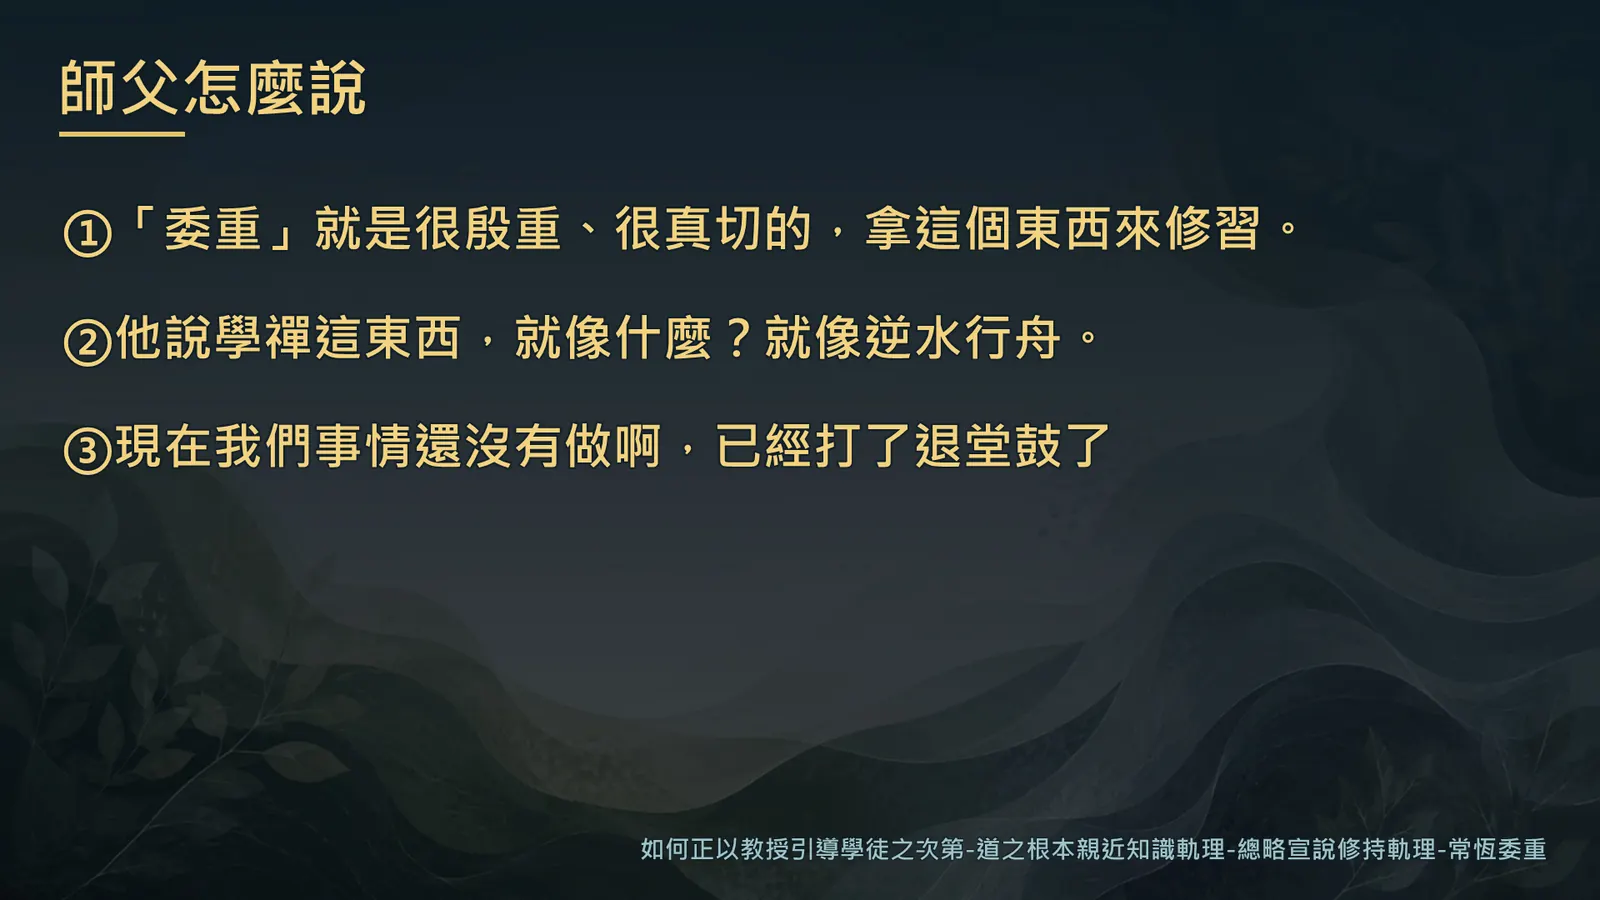 師父怎麼說
①「委重」就是很殷重、很真切的，拿這個東西來修習。
②他說學禪這東西，就像什麼？就像逆水行舟。
③現在我們事情還沒有做啊，已經打了退堂鼓了
如何正以教授引導學徒之次第-道之根本親近知識軌理-總略宣說修持軌理-常恆委重